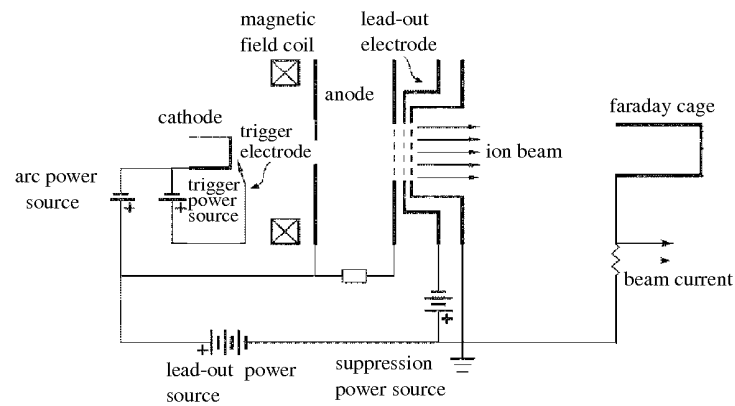 magnetic
field coil
lead-out
electrode
anode
cathode
trigger
electrode
faraday cage
ion beam
arc power
source
trigger
power
source
+
+
beam current
+
+
lead-out power
source
suppression
power source